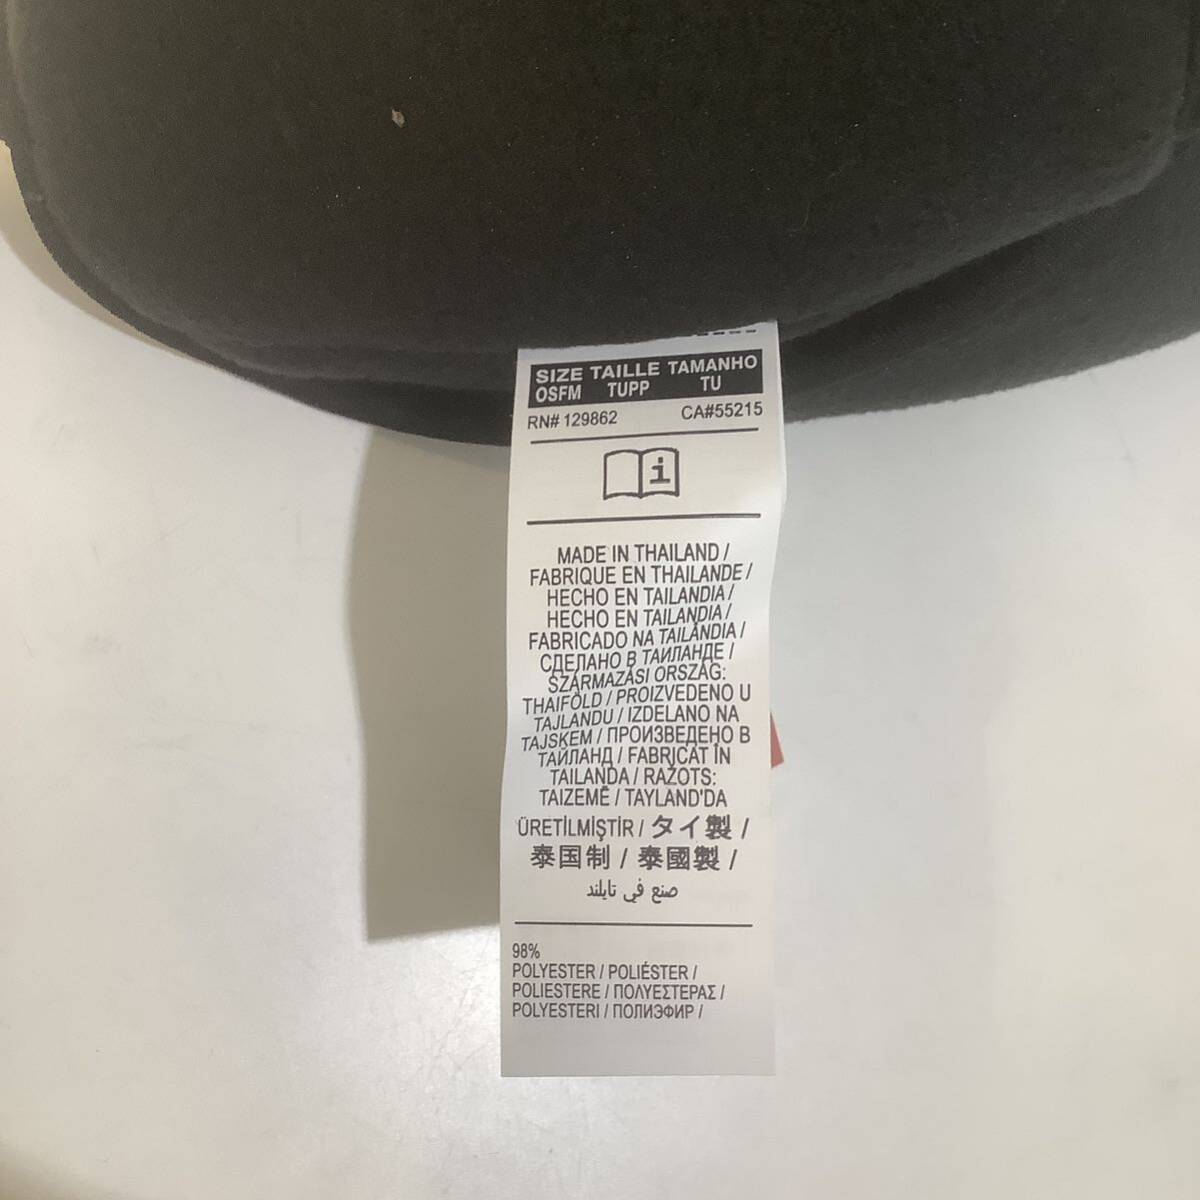 SIZE TAILLE TAMANHO
OSFM TUPP TU
RN# 129862 CA#55215
i
MADE IN THAILAND /
FABRIQUE EN THAILANDE /
HECHO EN TAILANDIA /
HECHO EN TAILANDIA /
FABRICADO NA TAILÂNDIA /
СДЕЛАНО В ТАИЛАНДЕ /
SZÁRMAZÁSI ORSZÁG:
THAIFÖLD / PROIZVEDENO U
TAJLANDU / IZDELANO NA
TAJSKEM / ПРОИЗВЕДЕНО В
ТАЙЛАНД / FABRICAT ÎN
TAILANDA / RAŽOTS:
TAIZEMĒ / TAYLAND'DA
ÜRETİLMİŞTİR / タイ製 /
泰国制 / 泰國製 /
صنع في تايلند
98%
POLYESTER / POLIÉSTER /
POLIESTERE / ΠΟΛΥΕΣΤΕΡΑΣ /
POLYESTERI / ПОЛИЭФИР /